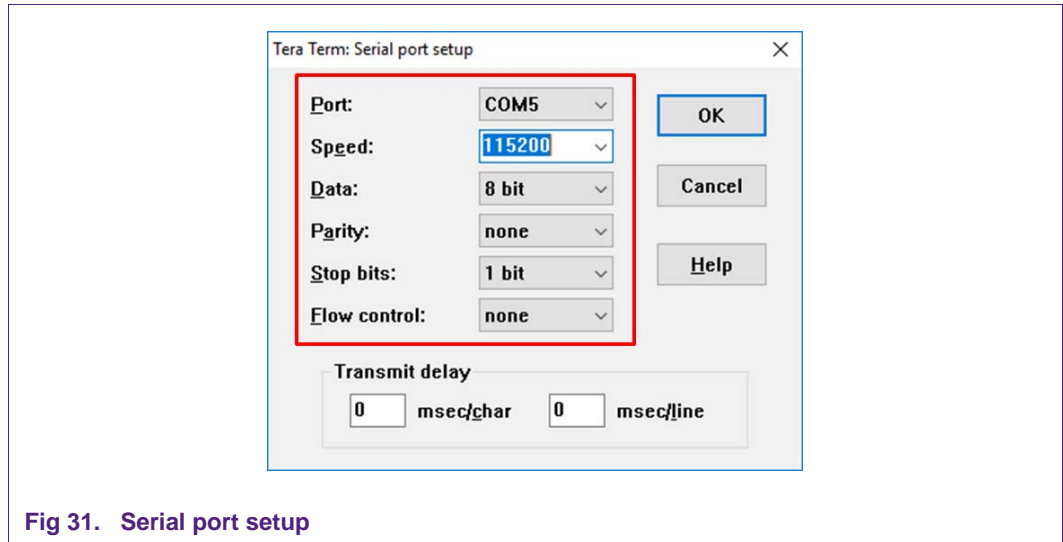 Tera Term: Serial port setup
Port: COM5
OK
Speed: 115200
Data: 8 bit
Cancel
Parity: none
Stop bits: 1 bit
Help
Flow control: none
Transmit delay
0 msec/char 0 msec/line
Fig 31. Serial port setup